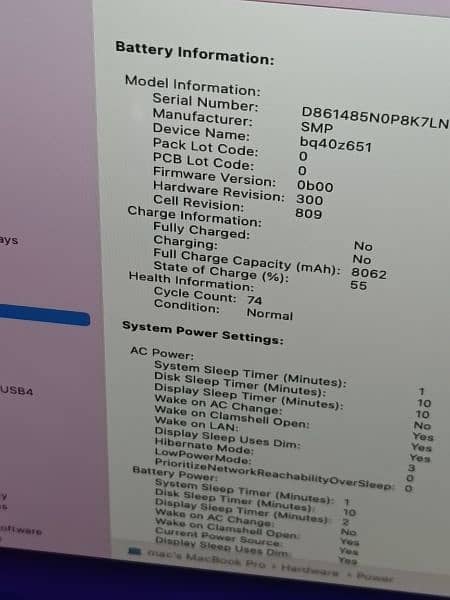 Battery Information:
Model Information:
Serial Number: D861485N0P8K7LN
Manufacturer: SMP
Device Name: bq40z651
Pack Lot Code: 0
PCB Lot Code: 0
Firmware Version: 0b00
Hardware Revision: 300
Cell Revision: 809
Charge Information:
Fully Charged: No
Charging: No
Full Charge Capacity (mAh): 8062
State of Charge (%): 55
Health Information:
Cycle Count: 74
Condition: Normal
System Power Settings:
AC Power:
System Sleep Timer (Minutes): 1
Disk Sleep Timer (Minutes): 10
Display Sleep Timer (Minutes): 10
Wake on AC Change: No
Wake on Clamshell Open: Yes
Wake on LAN: Yes
Display Sleep Uses Dim: Yes
Hibernate Mode: 3
LowPowerMode: 0
PrioritizeNetworkReachabilityOverSleep: 0
Battery Power:
System Sleep Timer (Minutes): 1
Disk Sleep Timer (Minutes): 10
Display Sleep Timer (Minutes): 2
Wake on AC Change: No
Wake on Clamshell Open: Yes
Current Power Source: Yes
Display Sleep Uses Dim: Yes
mac's MacBook Pro › Hardware › Power
ays
USB4
y
s
oftware